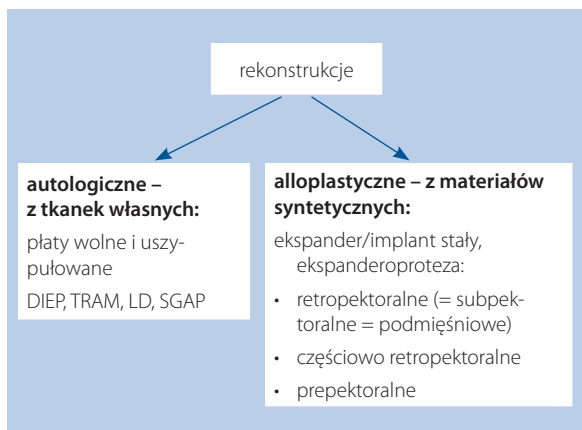 rekonstrukcje
autologiczne –
z tkanek własnych:
płaty wolne i uszy-
pułowane
DIEP, TRAM, LD, SGAP
alloplastyczne – z materiałów
syntetycznych:
ekspander/implant stały,
ekspanderoproteza:
• retropektoralne (= subpek-
toralne = podmięśniowe)
• częściowo retropektoralne
• prepektoralne